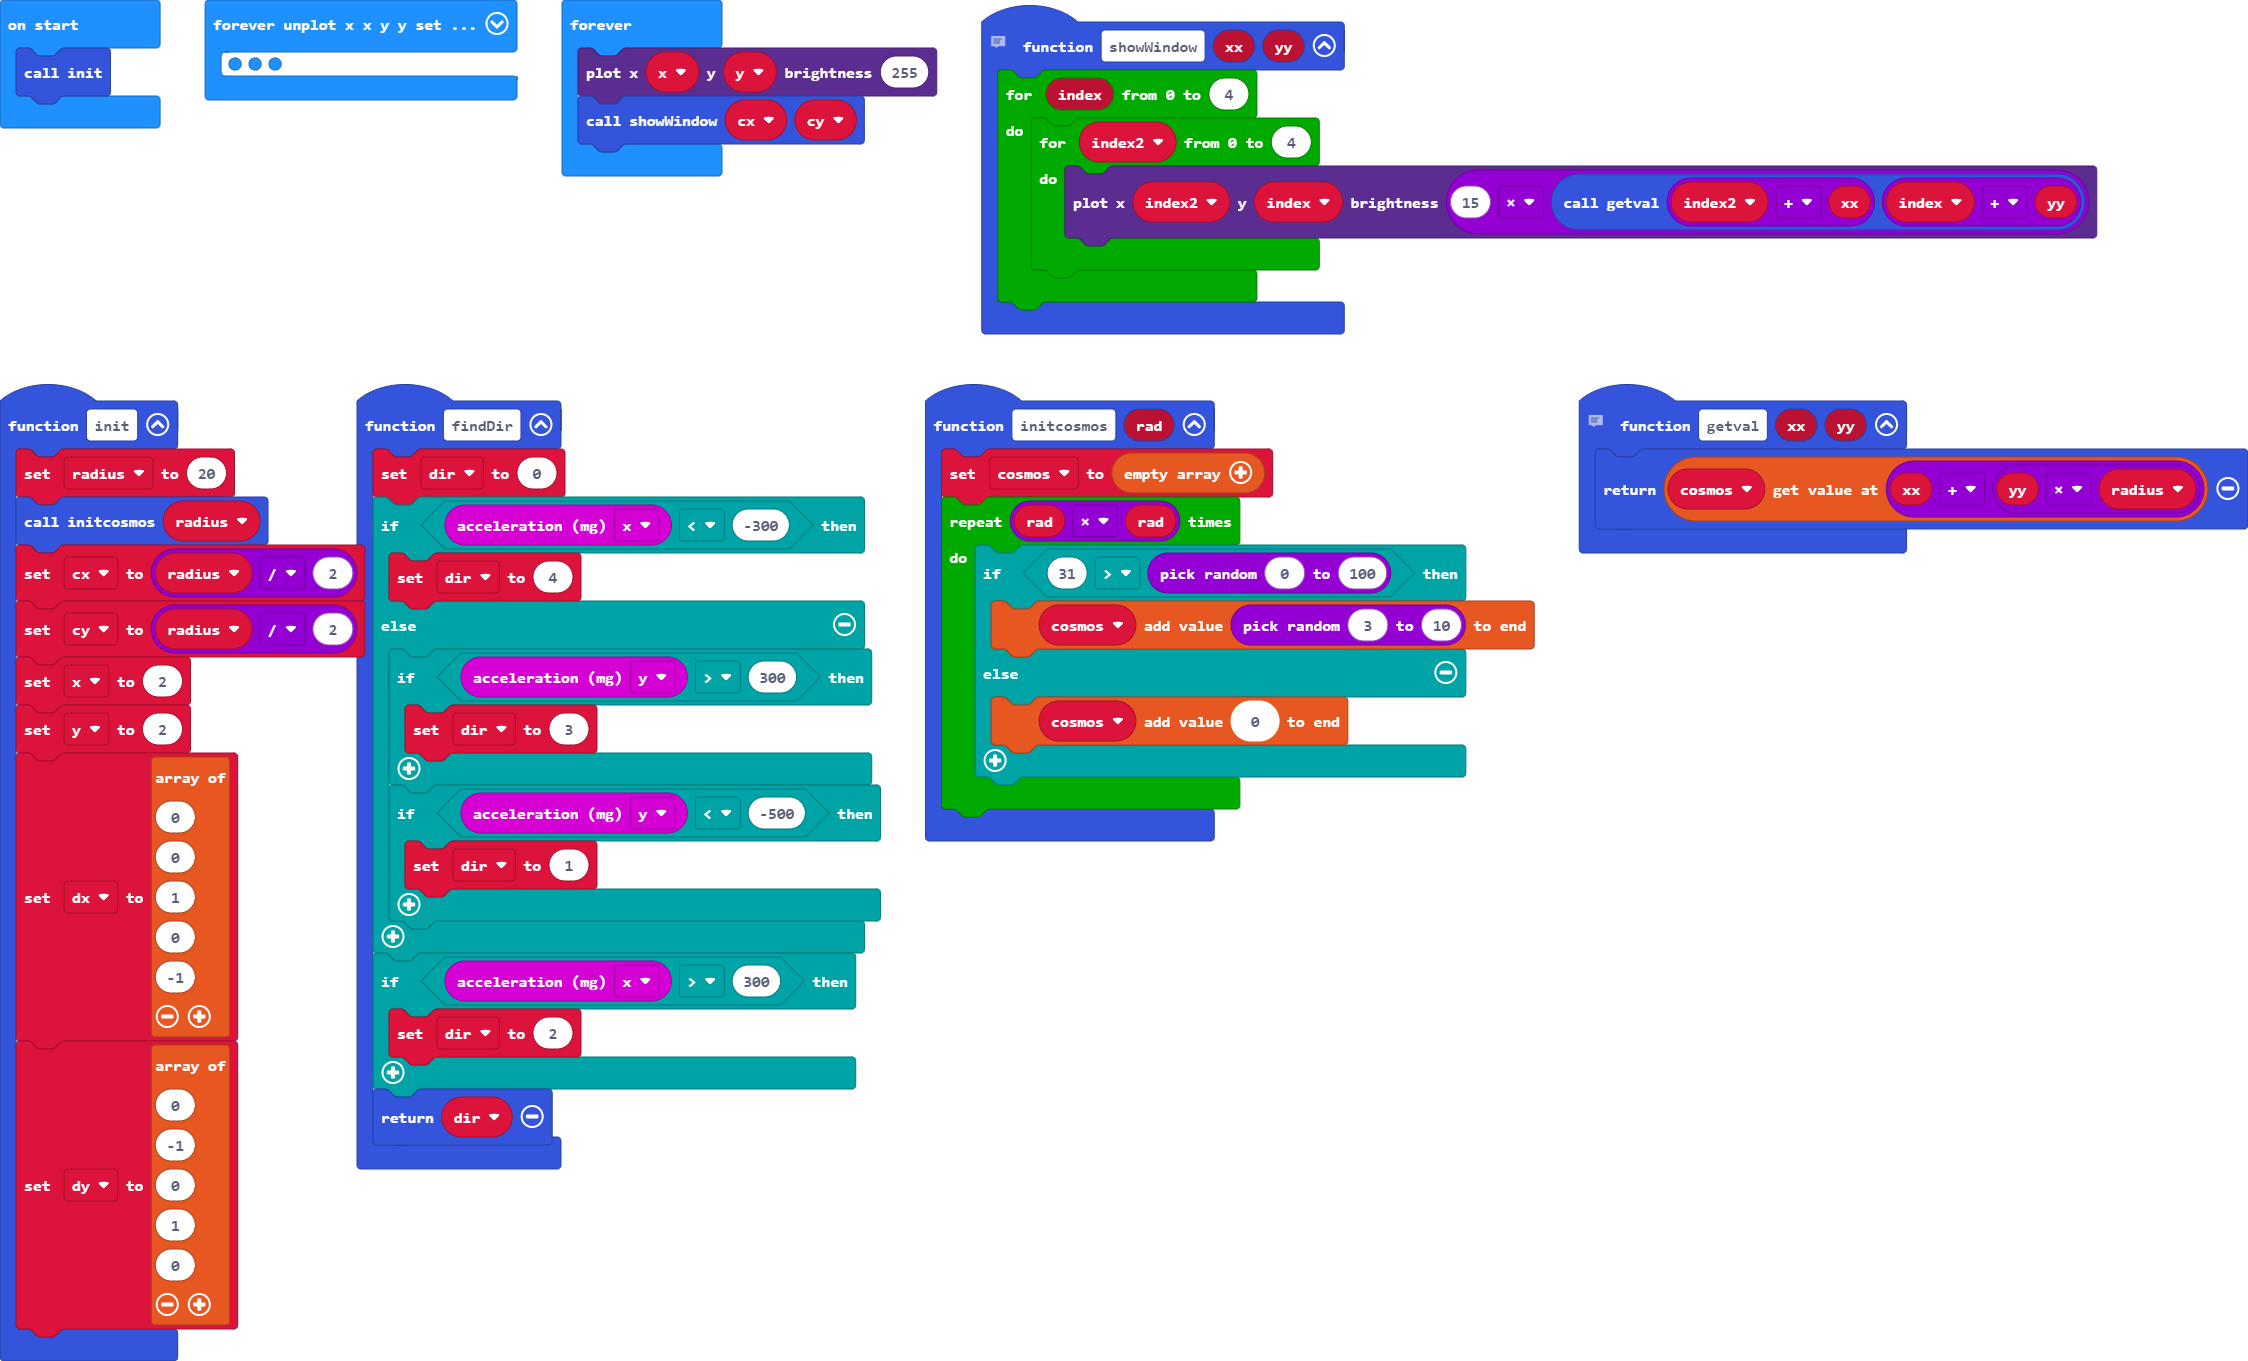 on start
call init
forever unplot x x y y set ...
forever
plot x x y y brightness 255
call showWindow cx cy
function showWindow xx yy
for index from 0 to 4
do
for index2 from 0 to 4
do
plot x index2 y index brightness 15 × call getval index2 + xx index + yy
function init
set radius to 20
call initcosmos radius
set cx to radius / 2
set cy to radius / 2
set x to 2
set y to 2
set dx to array of
0
0
1
0
-1
set dy to array of
0
-1
0
1
0
function findDir
set dir to 0
if acceleration (mg) x < -300 then
set dir to 4
else
if acceleration (mg) y > 300 then
set dir to 3
if acceleration (mg) y < -500 then
set dir to 1
if acceleration (mg) x > 300 then
set dir to 2
return dir
function initcosmos rad
set cosmos to empty array
repeat rad × rad times
do
if 31 > pick random 0 to 100 then
cosmos add value pick random 3 to 10 to end
else
cosmos add value 0 to end
function getval xx yy
return cosmos get value at xx + yy × radius